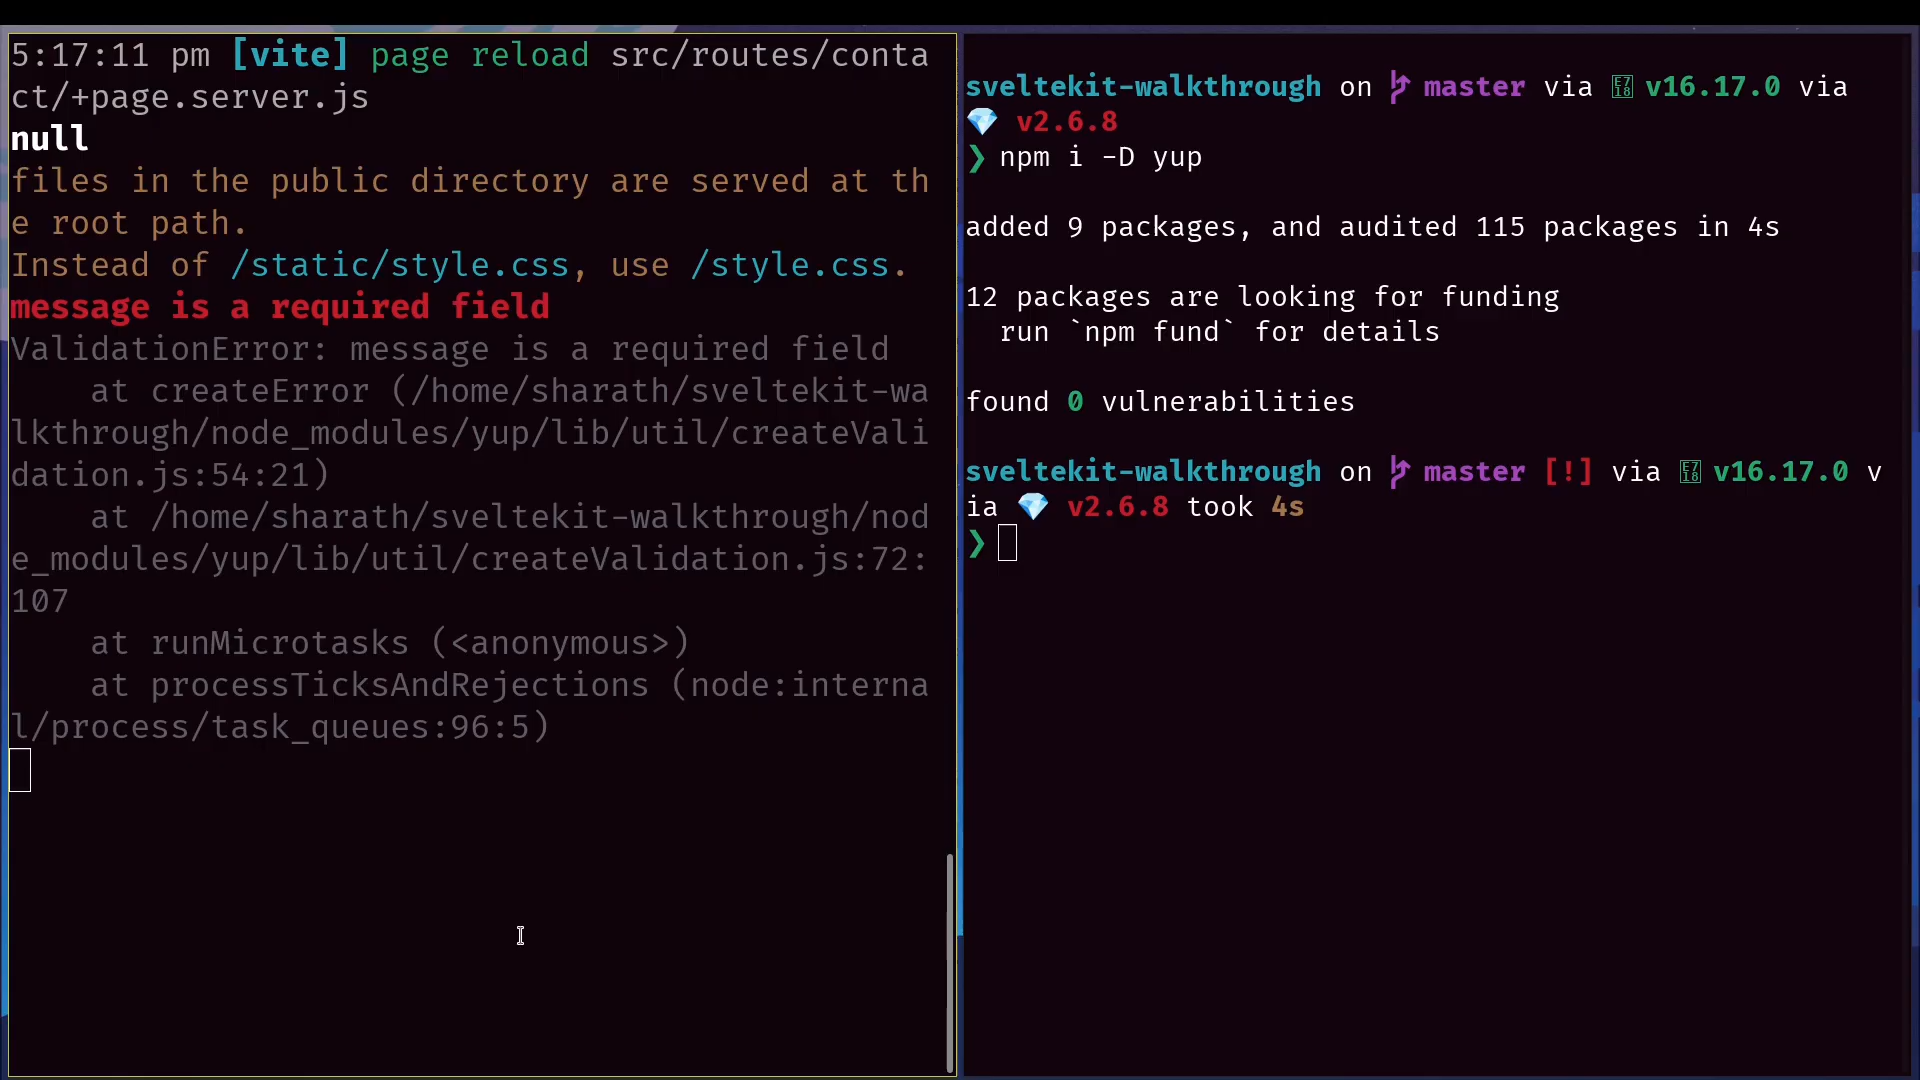 5:17:11 pm [vite] page reload src/routes/conta
ct/+page.server.js
null
files in the public directory are served at th
e root path.
Instead of /static/style.css, use /style.css.
message is a required field
ValidationError: message is a required field
    at createError (/home/sharath/sveltekit-wa
lkthrough/node_modules/yup/lib/util/createVali
dation.js:54:21)
    at /home/sharath/sveltekit-walkthrough/nod
e_modules/yup/lib/util/createValidation.js:72:
107
    at runMicrotasks (<anonymous>)
    at processTicksAndRejections (node:interna
l/process/task_queues:96:5)
sveltekit-walkthrough on master via v16.17.0 via
💎 v2.6.8
❯ npm i -D yup
added 9 packages, and audited 115 packages in 4s
12 packages are looking for funding
  run `npm fund` for details
found 0 vulnerabilities
sveltekit-walkthrough on master [!] via v16.17.0 v
ia 💎 v2.6.8 took 4s
❯